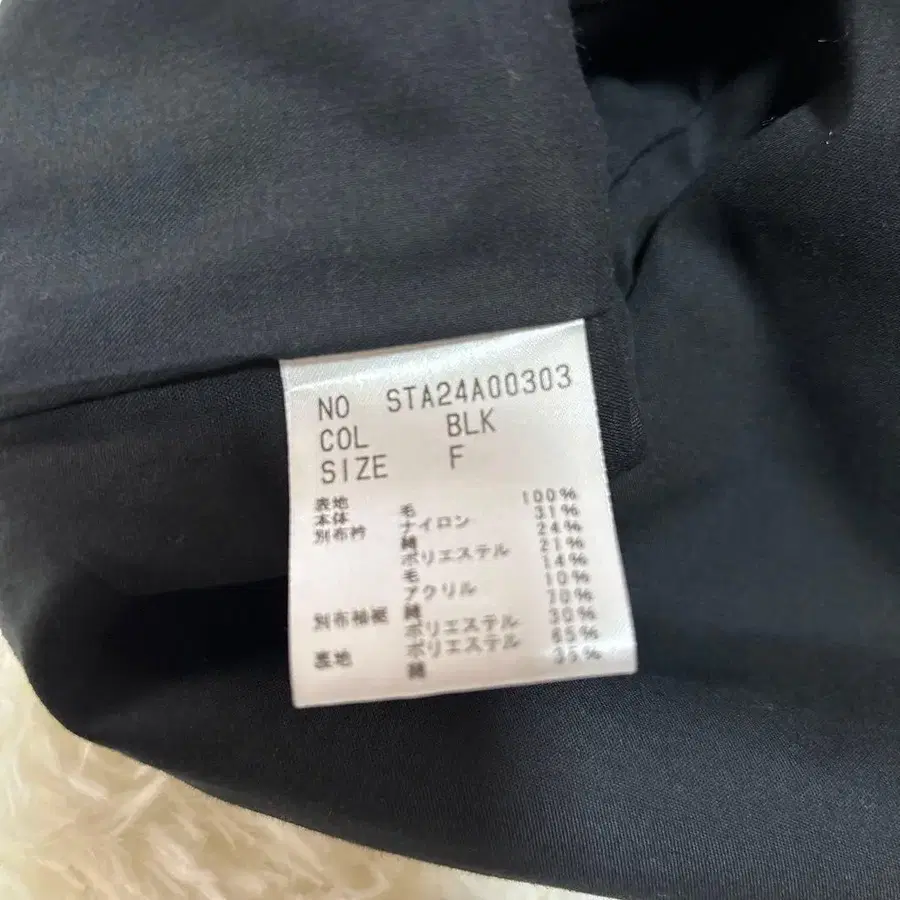 NO STA24A00303
COL BLK
SIZE F
表地
本体 毛 100%
別布衿 ナイロン 31%
綿 24%
ポリエステル 21%
毛 14%
アクリル 10%
別布袖裾 綿 70%
ポリエステル 30%
裏地 ポリエステル 65%
綿 35%